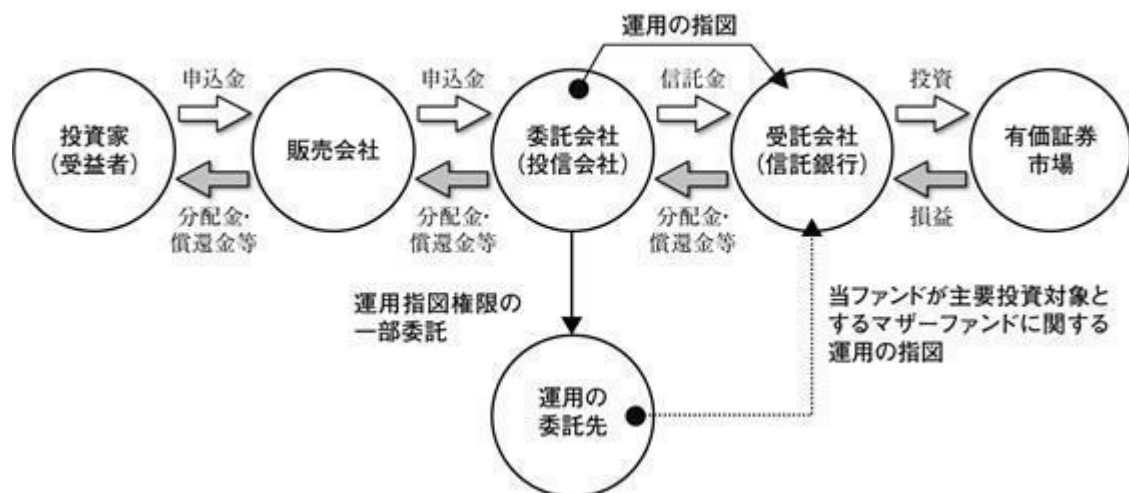 運用の指図
申込金
申込金
信託金
投資
投資家
(受益者)
販売会社
委託会社
(投信会社)
受託会社
(信託銀行)
有価証券
市場
分配金・
償還金等
分配金・
償還金等
分配金・
償還金等
損益
運用指図権限の
一部委託
当ファンドが主要投資対象と
するマザーファンドに関する
運用の指図
運用の
委託先